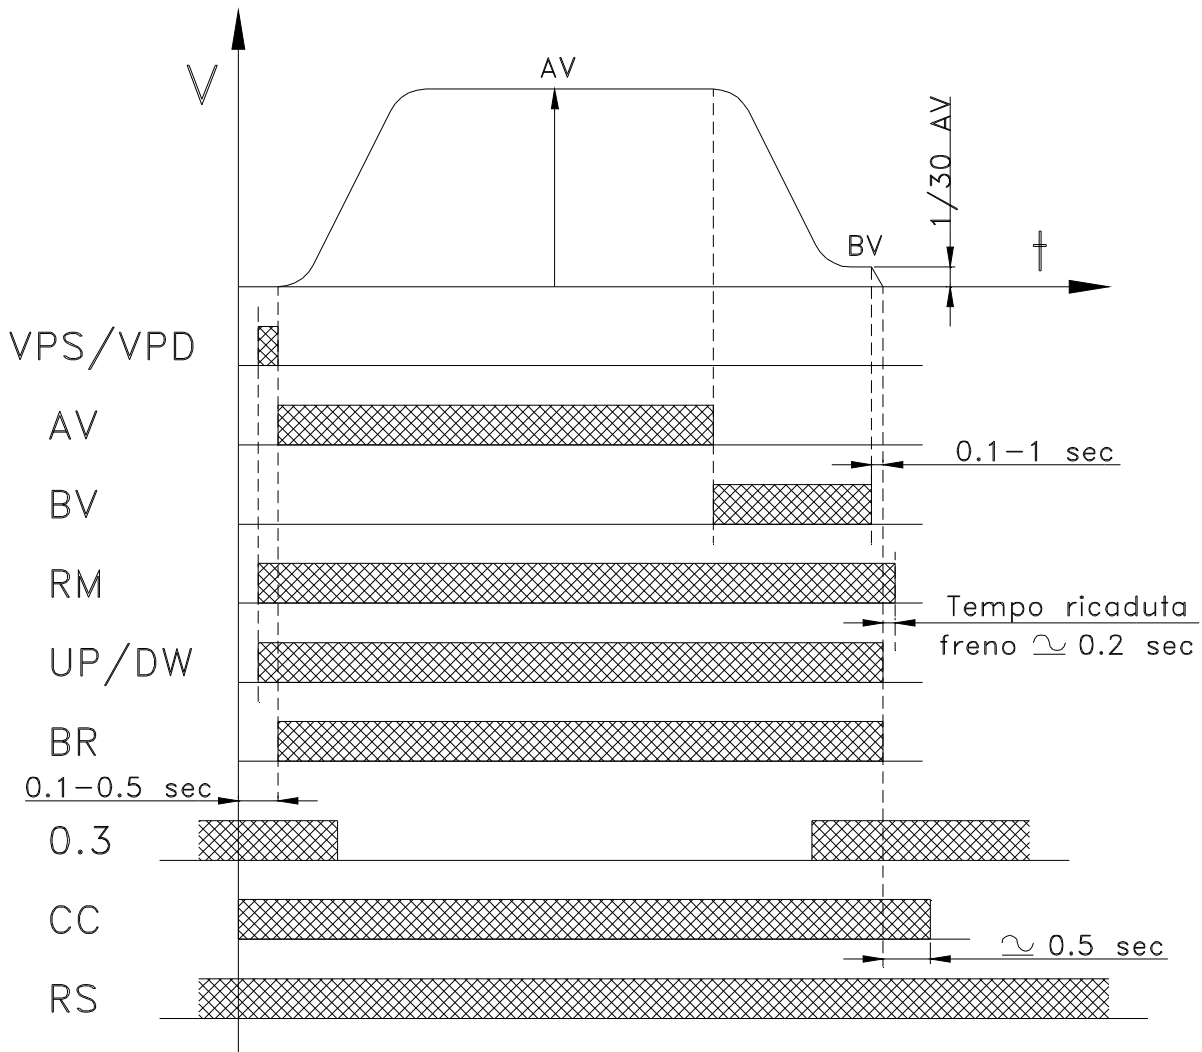 V
AV
1/30 AV
BV
t
VPS/VPD
AV
0.1-1 sec
BV
RM
Tempo ricaduta
freno ≃ 0.2 sec
UP/DW
BR
0.1-0.5 sec
0.3
CC
≃ 0.5 sec
RS